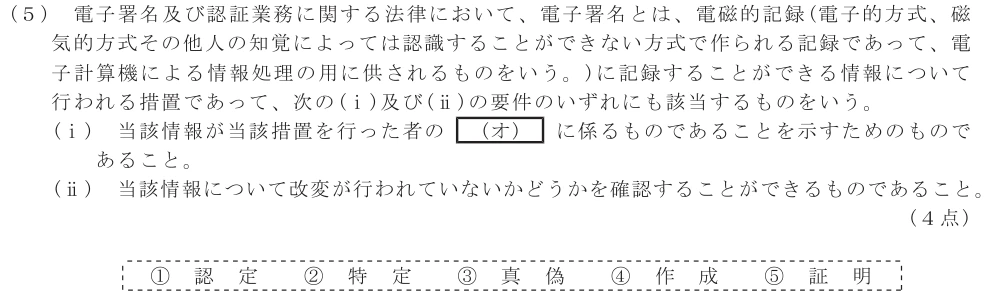 (5) 電子署名及び認証業務に関する法律において、電子署名とは、電磁的記録(電子的方式、磁
気的方式その他人の知覚によっては認識することができない方式で作られる記録であって、電
子計算機による情報処理の用に供されるものをいう。)に記録することができる情報について
行われる措置であって、次の(ⅰ)及び(ⅱ)の要件のいずれにも該当するものをいう。
(ⅰ) 当該情報が当該措置を行った者の (オ) に係るものであることを示すためのもので
あること。
(ⅱ) 当該情報について改変が行われていないかどうかを確認することができるものであること。
(4点)
① 認定 ② 特定 ③ 真偽 ④ 作成 ⑤ 証明